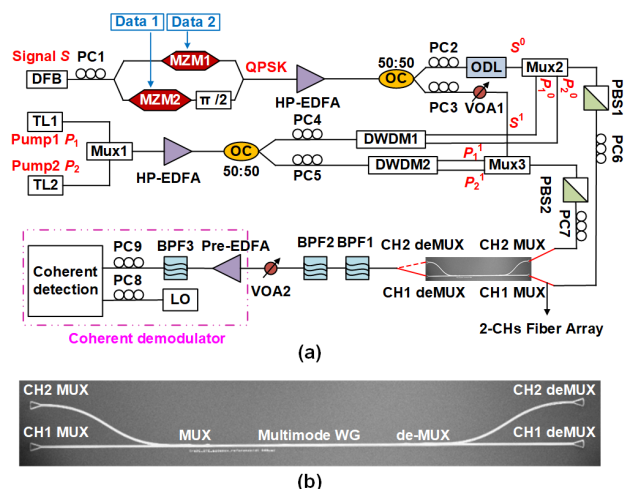 Data 1
Data 2
Signal S
PC1
DFB
MZM1
MZM2
π /2
QPSK
HP-EDFA
50:50
OC
PC2
ODL
S⁰
Mux2
PC3
VOA1
P₁⁰
P₂⁰
PBS1
S¹
TL1
Pump1 P₁
Pump2 P₂
TL2
Mux1
HP-EDFA
OC
50:50
PC4
PC5
DWDM1
DWDM2
P₁¹
P₂¹
Mux3
PC6
PBS2
PC7
Coherent
detection
PC9
PC8
BPF3
Pre-EDFA
LO
VOA2
BPF2
BPF1
CH2 deMUX
CH2 MUX
CH1 deMUX
CH1 MUX
Coherent demodulator
2-CHs Fiber Array
(a)
CH2 MUX
CH2 deMUX
CH1 MUX
MUX
Multimode WG
de-MUX
CH1 deMUX
(b)